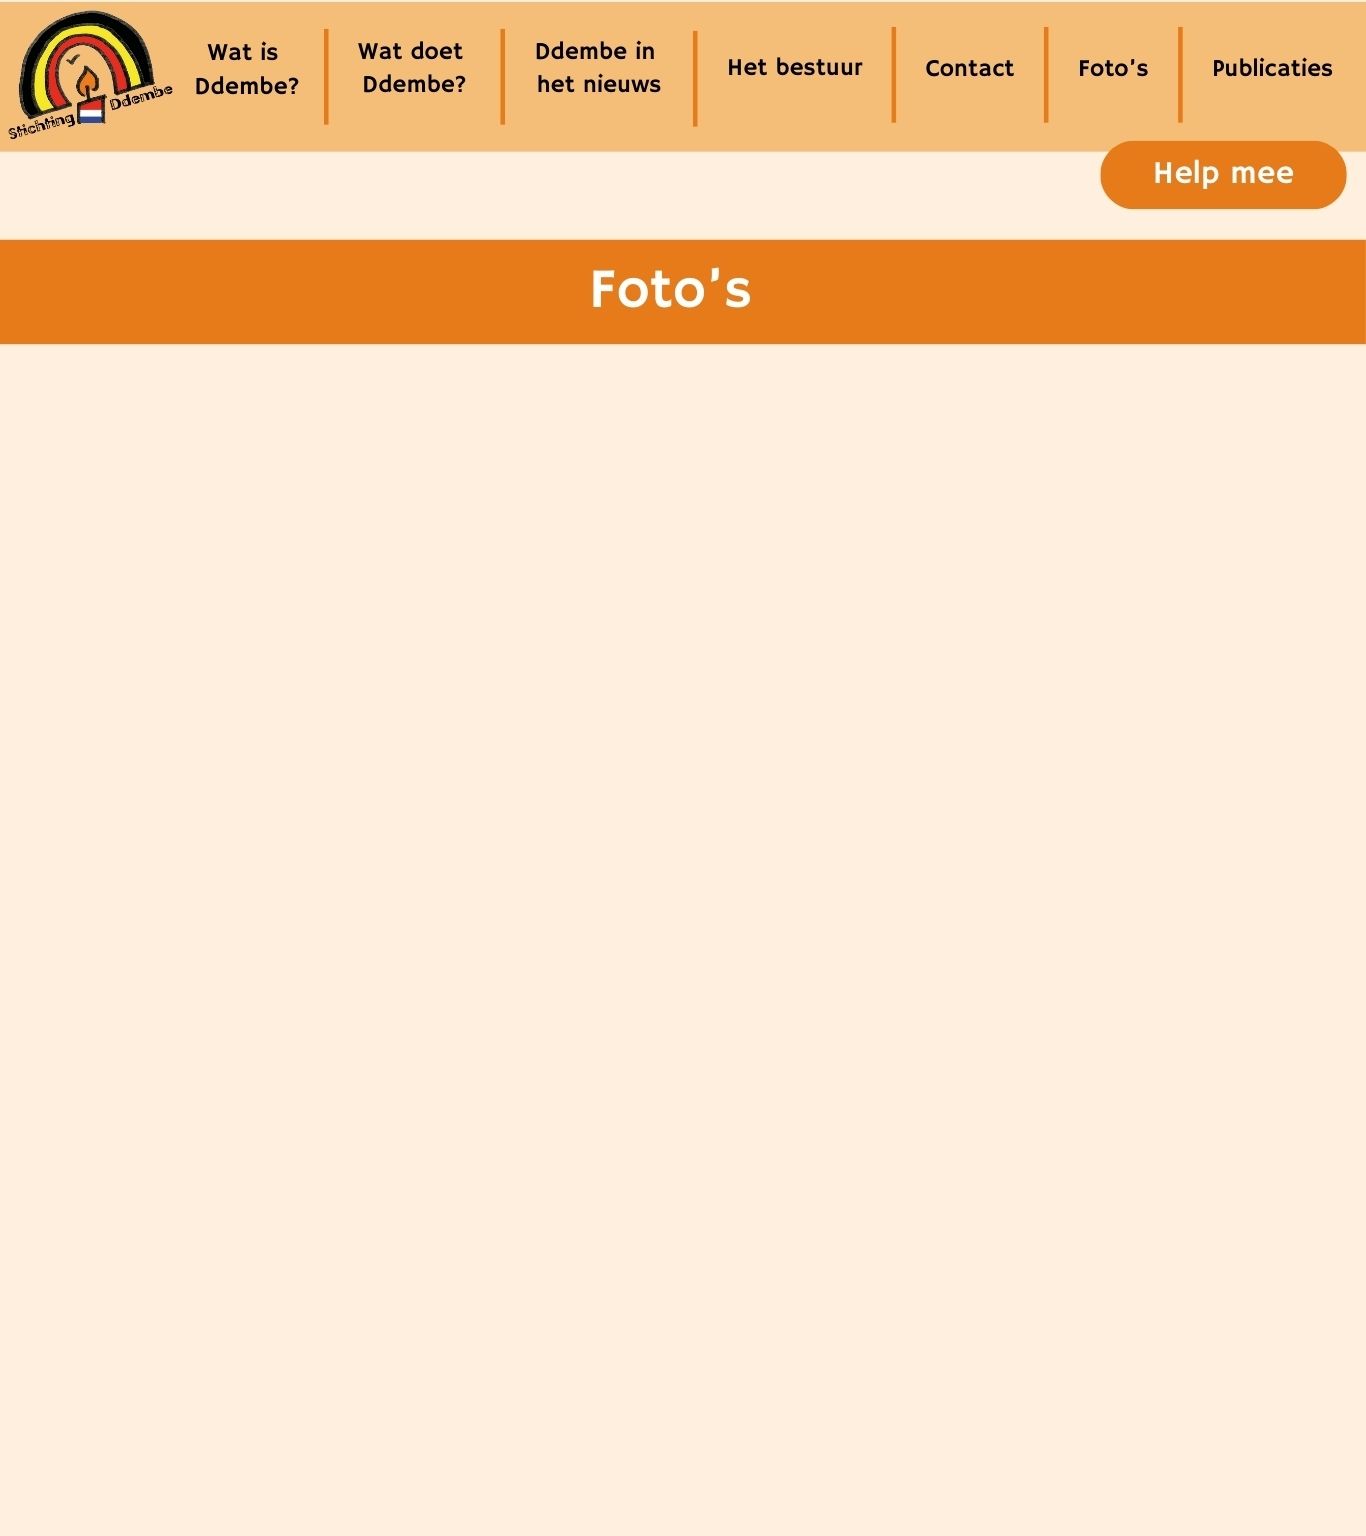 Stichting Ddembe
Wat is
Ddembe?
Wat doet
Ddembe?
Ddembe in
het nieuws
Het bestuur
Contact
Foto's
Publicaties
Help mee
Foto's